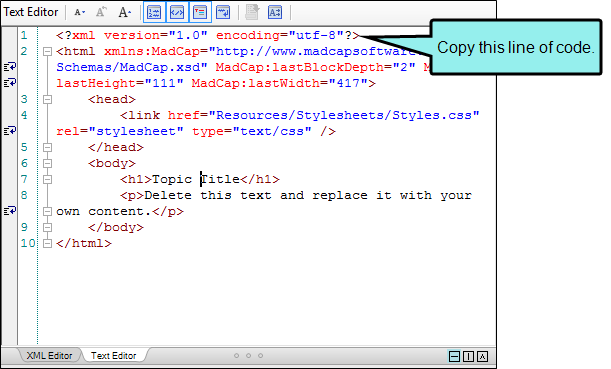 Text Editor A A A
Copy this line of code.
1 <?xml version="1.0" encoding="utf-8"?>
2 <html xmlns:MadCap="http://www.madcapsoftware
Schemas/MadCap.xsd" MadCap:lastBlockDepth="2"
lastHeight="111" MadCap:lastWidth="417">
3 <head>
4 <link href="Resources/Stylesheets/Styles.css"
rel="stylesheet" type="text/css" />
5 </head>
6 <body>
7 <h1>Topic Title</h1>
8 <p>Delete this text and replace it with your
own content.</p>
9 </body>
10 </html>
XML Editor Text Editor